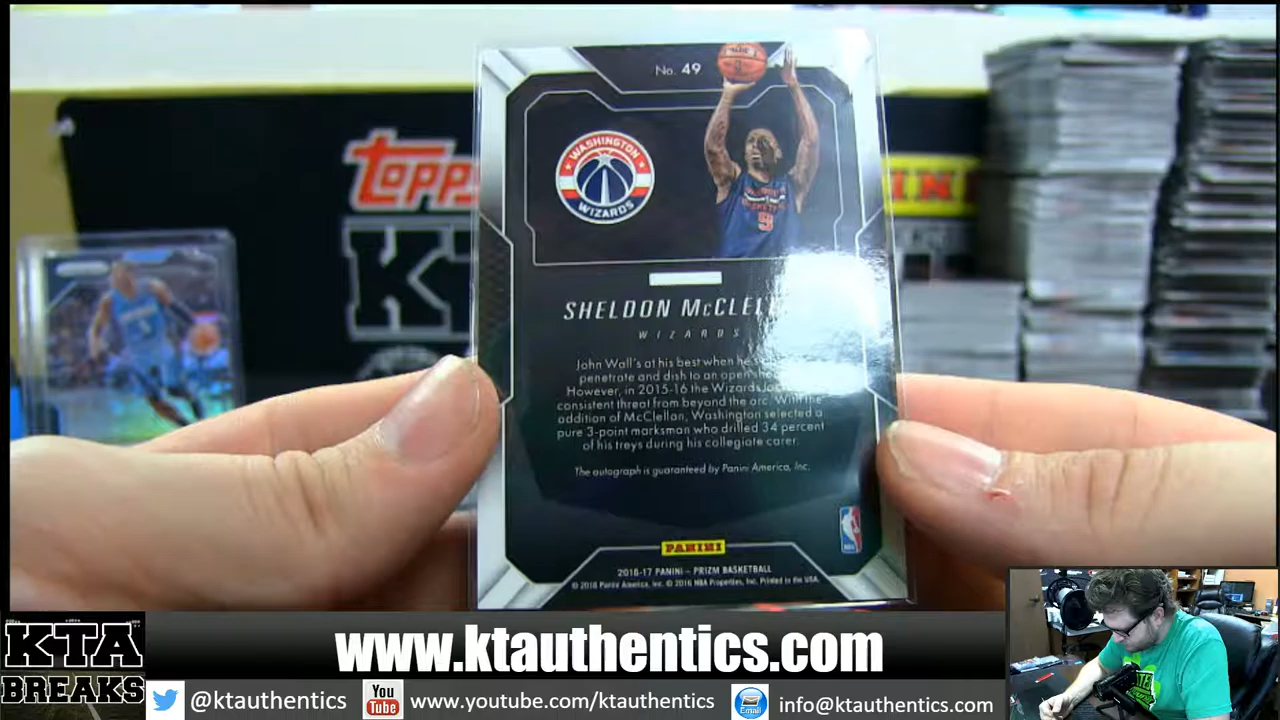 No. 49
WASHINGTON
WIZARDS
9
SHELDON McCLEL
WIZARDS
John Wall's at his best when he's
penetrate and dish to an open
However, in 2015-16 the Wizards
consistent threat from beyond the arc. With the
addition of McClellan, Washington selected a
pure 3-point marksman who drilled 34 percent
of his treys during his collegiate carer.
The autograph is guaranteed by Panini America, Inc.
NBA
PANINI
2016-17 PANINI – PRIZM BASKETBALL
© 2016 Panini America, Inc. © 2016 NBA Properties, Inc. Printed in the USA.
TOPPS
K
INI
KTA
BREAKS
www.ktauthentics.com
@ktauthentics
You
Tube
www.youtube.com/ktauthentics
Email
info@ktauthentics.com